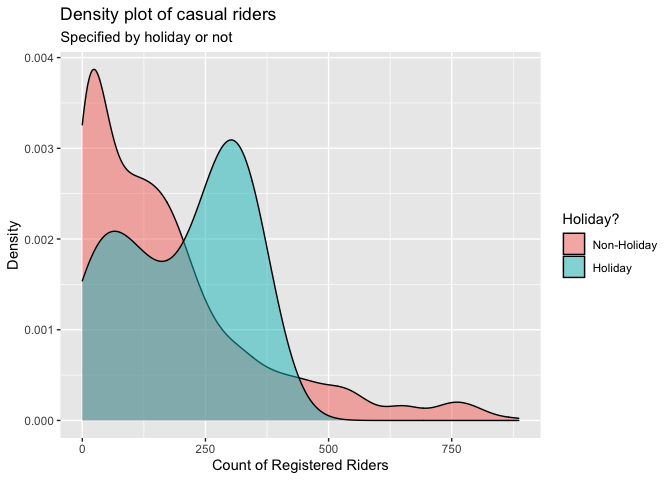 Density plot of casual riders
Specified by holiday or not
0.004
0.003
0.002
0.001
0.000
Density
0 250 500 750
Count of Registered Riders
Holiday?
Non-Holiday
Holiday